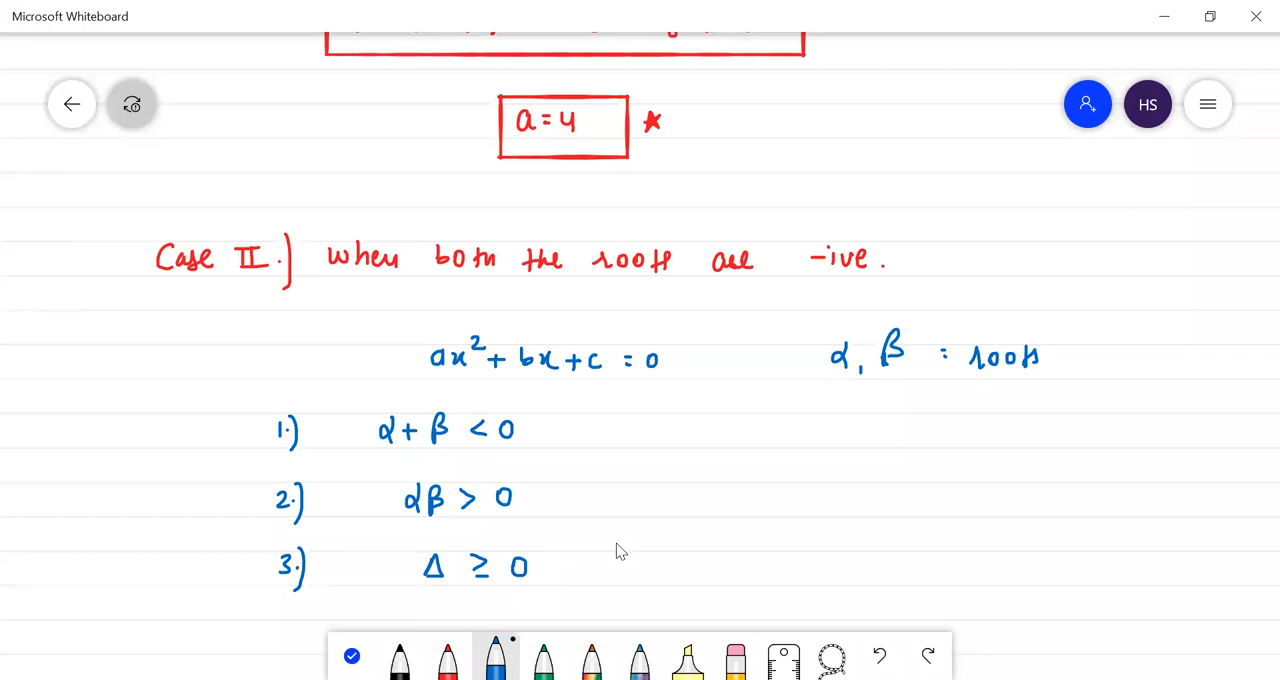 Microsoft Whiteboard
HS
a = 4 ★
Case II.) When both the roots are -ive.
ax² + bx + c = 0 α, β = roots
1.) α + β < 0
2.) αβ > 0
3.) Δ ≥ 0